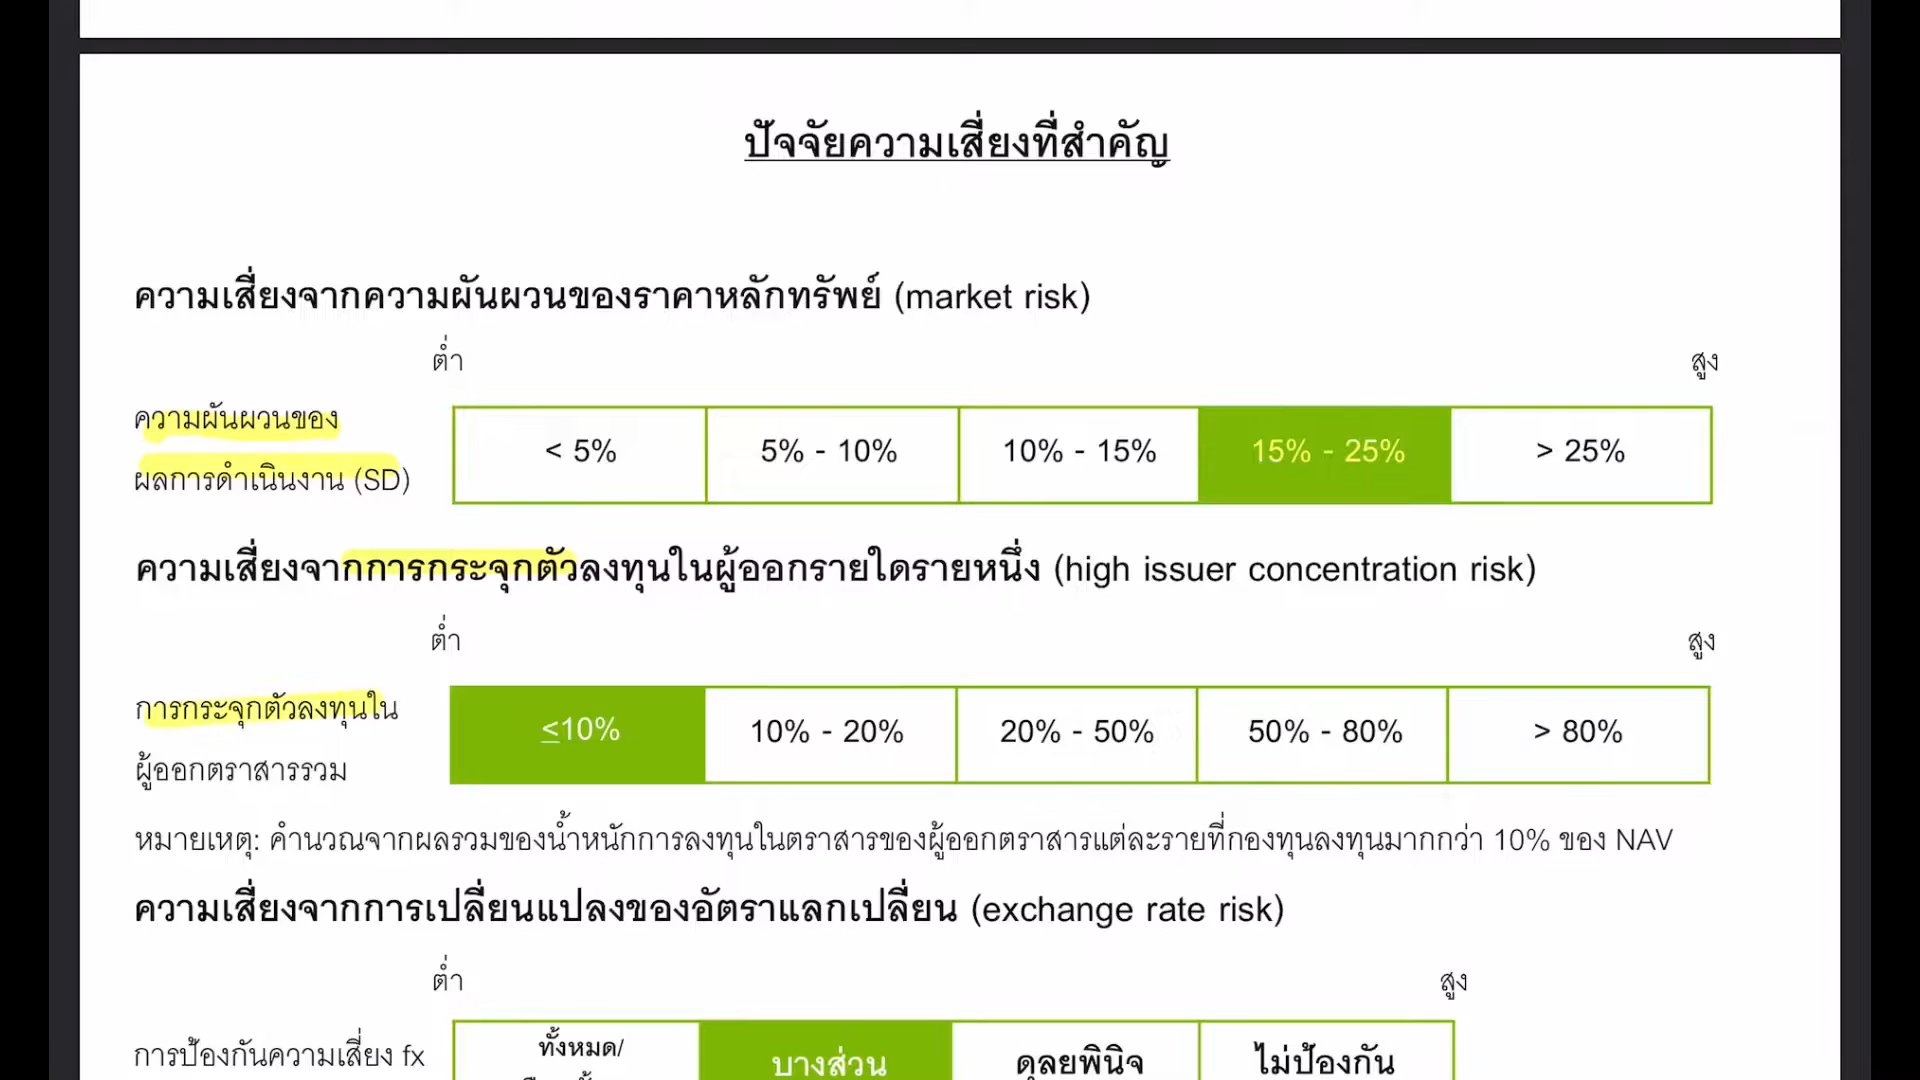 ปัจจัยความเสี่ยงที่สำคัญ
ความเสี่ยงจากความผันผวนของราคาหลักทรัพย์ (market risk)
ต่ำ สูง
ความผันผวนของ
ผลการดำเนินงาน (SD)
< 5% 5% - 10% 10% - 15% 15% - 25% > 25%
ความเสี่ยงจากการกระจุกตัวลงทุนในผู้ออกรายใดรายหนึ่ง (high issuer concentration risk)
ต่ำ สูง
การกระจุกตัวลงทุนใน
ผู้ออกตราสารรวม
≤10% 10% - 20% 20% - 50% 50% - 80% > 80%
หมายเหตุ: คำนวณจากผลรวมของน้ำหนักการลงทุนในตราสารของผู้ออกตราสารแต่ละรายที่กองทุนลงทุนมากกว่า 10% ของ NAV
ความเสี่ยงจากการเปลี่ยนแปลงของอัตราแลกเปลี่ยน (exchange rate risk)
ต่ำ สูง
การป้องกันความเสี่ยง fx
ทั้งหมด/ บางส่วน ดุลยพินิจ ไม่ป้องกัน